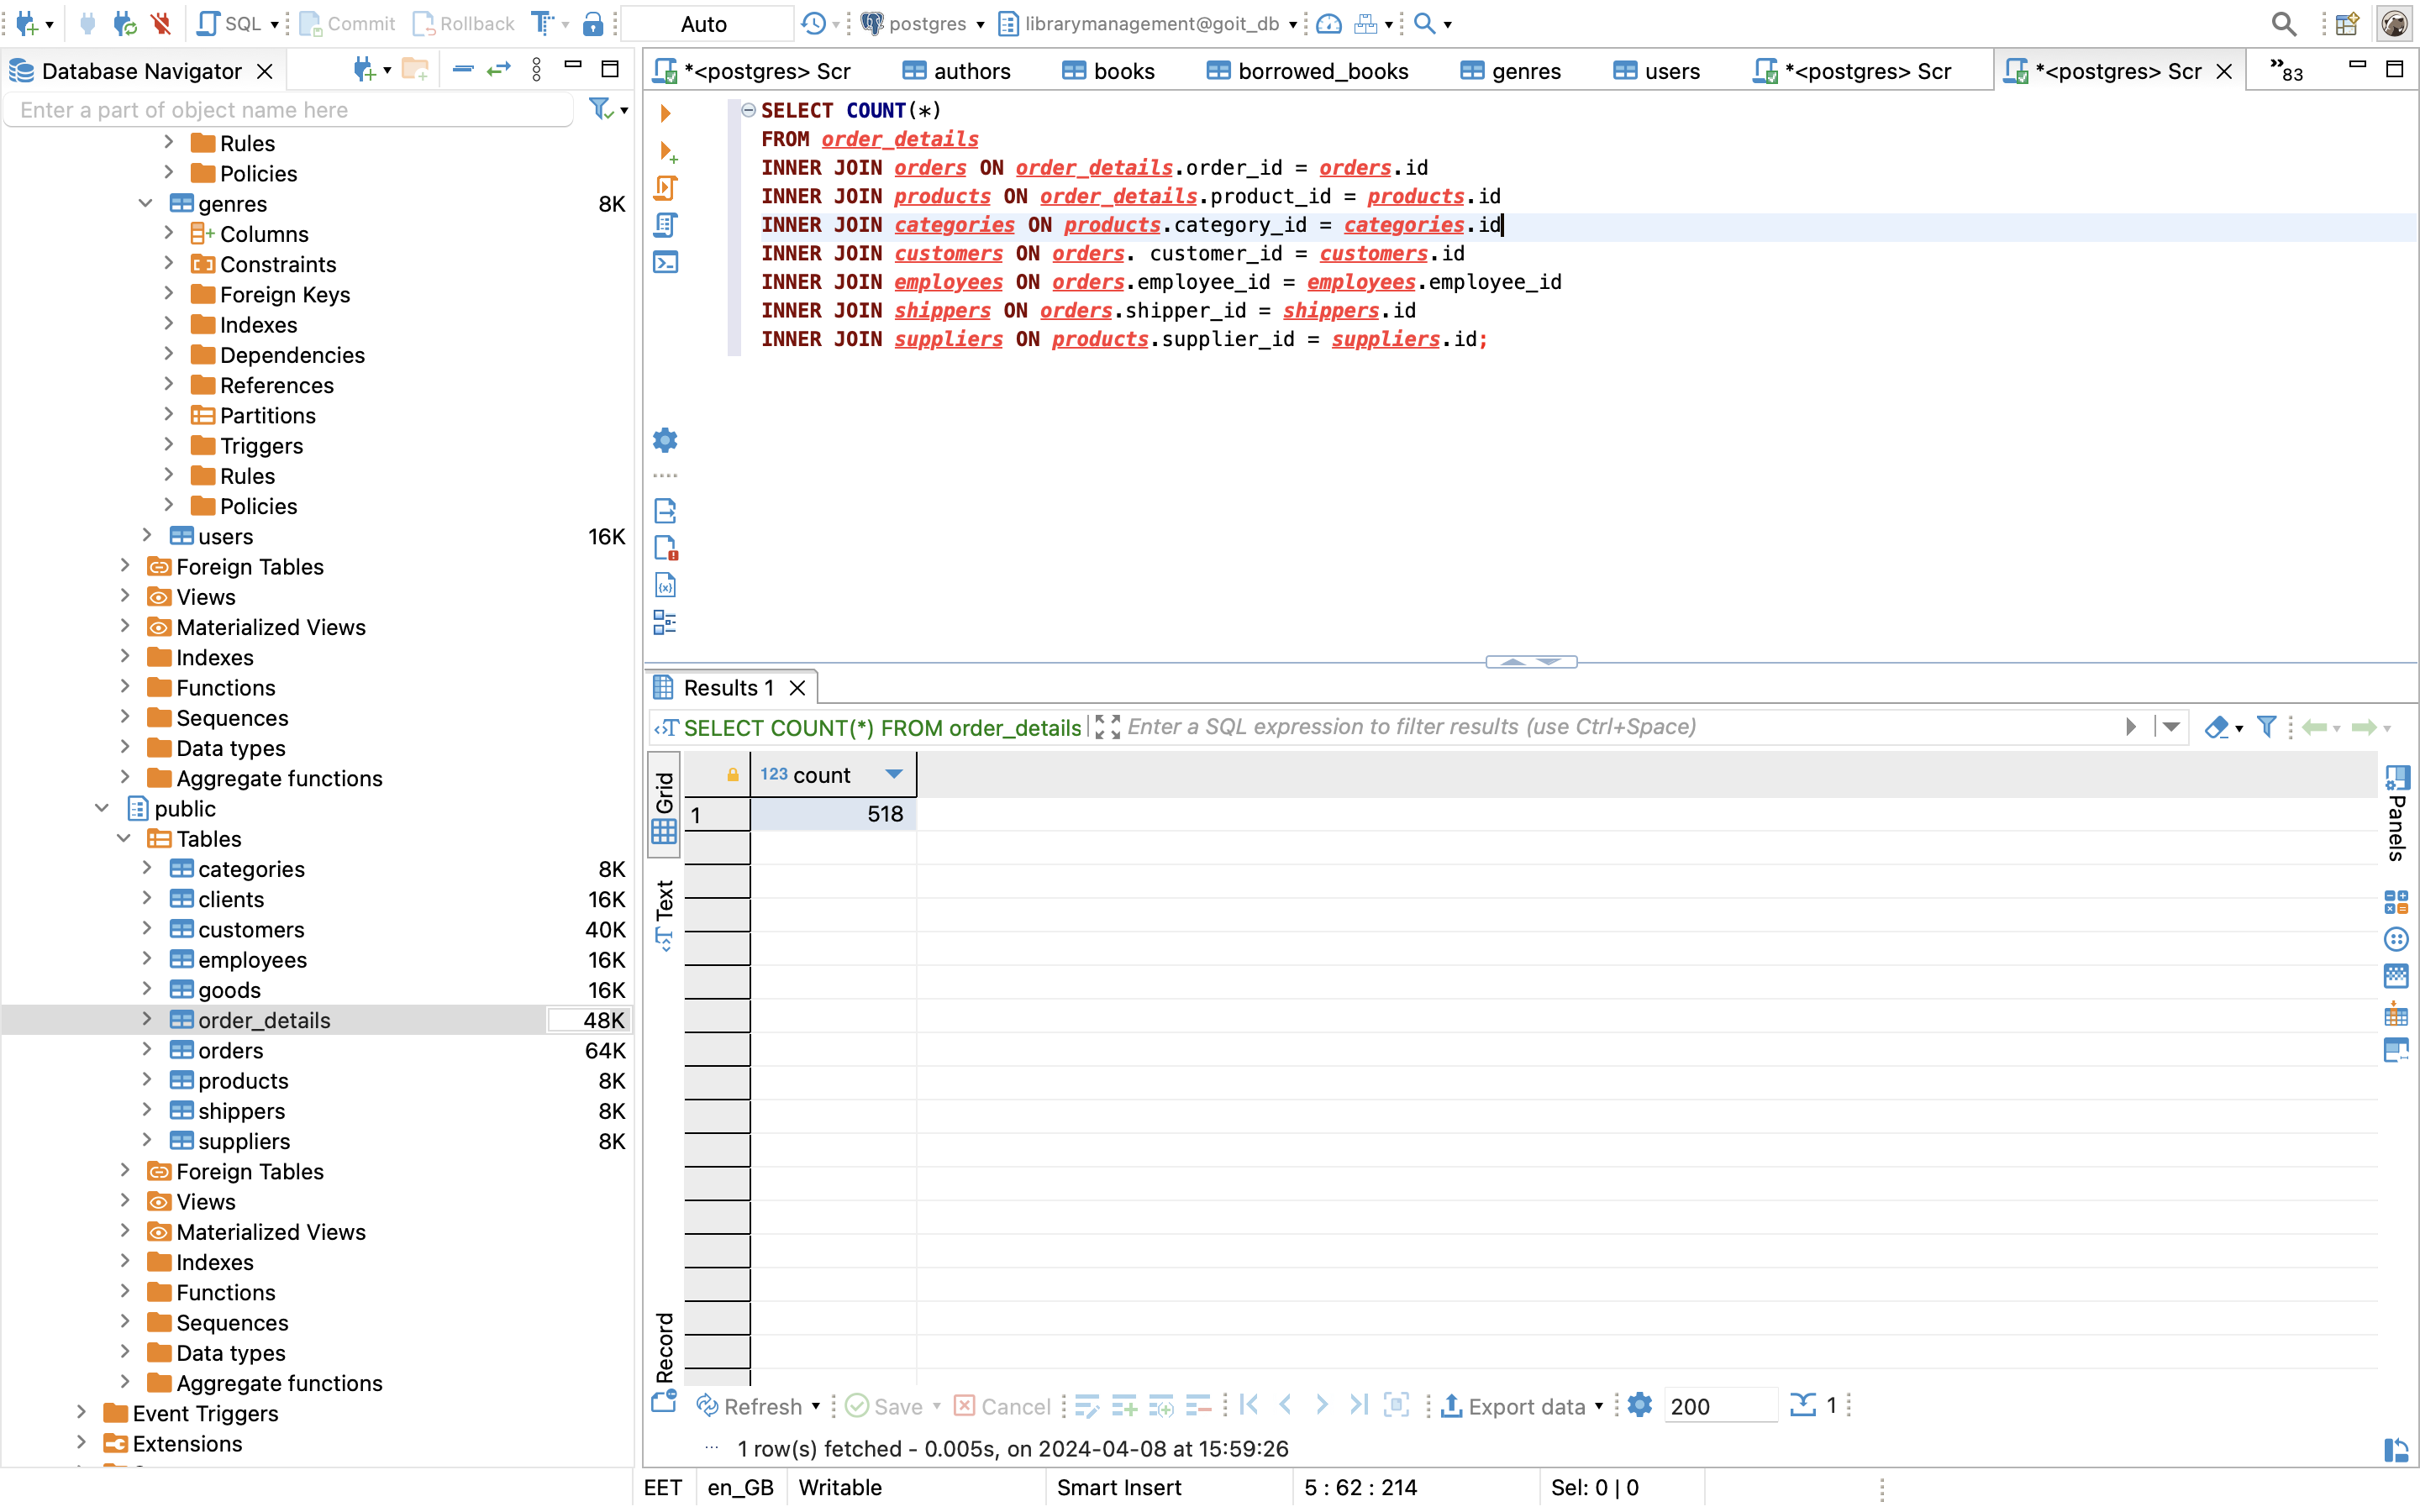 SQL
Commit
Rollback
Auto
postgres
librarymanagement@goit_db
Database Navigator
Enter a part of object name here
Rules
Policies
genres 8K
Columns
Constraints
Foreign Keys
Indexes
Dependencies
References
Partitions
Triggers
Rules
Policies
users 16K
Foreign Tables
Views
Materialized Views
Indexes
Functions
Sequences
Data types
Aggregate functions
public
Tables
categories 8K
clients 16K
customers 40K
employees 16K
goods 16K
order_details 48K
orders 64K
products 8K
shippers 8K
suppliers 8K
Foreign Tables
Views
Materialized Views
Indexes
Functions
Sequences
Data types
Aggregate functions
Event Triggers
Extensions
*<postgres> Scr
authors
books
borrowed_books
genres
users
*<postgres> Scr
*<postgres> Scr
»83
SELECT COUNT(*)
FROM order_details
INNER JOIN orders ON order_details.order_id = orders.id
INNER JOIN products ON order_details.product_id = products.id
INNER JOIN categories ON products.category_id = categories.id
INNER JOIN customers ON orders. customer_id = customers.id
INNER JOIN employees ON orders.employee_id = employees.employee_id
INNER JOIN shippers ON orders.shipper_id = shippers.id
INNER JOIN suppliers ON products.supplier_id = suppliers.id;
Results 1
SELECT COUNT(*) FROM order_details
Enter a SQL expression to filter results (use Ctrl+Space)
Grid
Text
Record
123 count
1 518
Panels
Refresh
Save
Cancel
Export data
200
1
1 row(s) fetched - 0.005s, on 2024-04-08 at 15:59:26
EET
en_GB
Writable
Smart Insert
5 : 62 : 214
Sel: 0 | 0